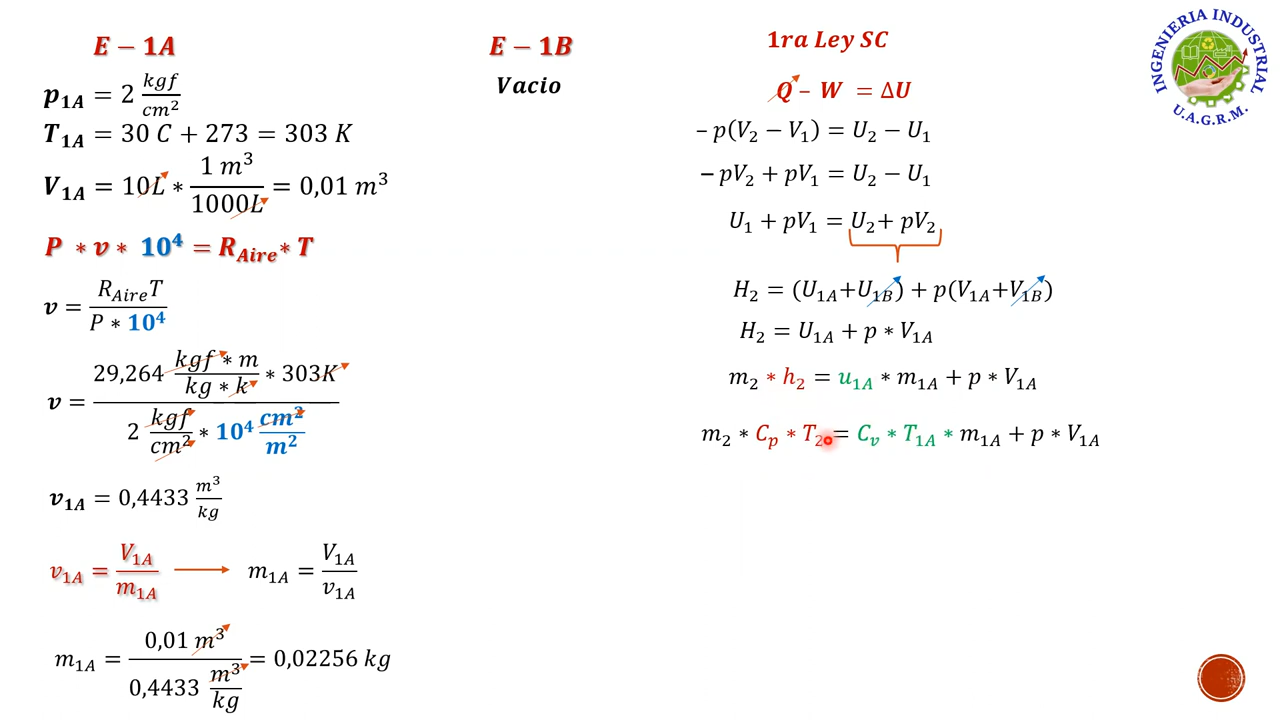 E − 1A
p₁A = 2 kgf/cm²
T₁A = 30 C + 273 = 303 K
V₁A = 10L ∗ 1 m³/1000L = 0,01 m³
P ∗ v ∗ 10⁴ = R_Aire ∗ T
v = R_Aire T/P ∗ 10⁴
v = 29,264 kgf ∗ m/kg ∗ k ∗ 303K/2 kgf/cm² ∗ 10⁴ cm²/m²
v₁A = 0,4433 m³/kg
v₁A = V₁A/m₁A → m₁A = V₁A/v₁A
m₁A = 0,01 m³/0,4433 m³/kg = 0,02256 kg
E − 1B
Vacio
1ra Ley SC
Q − W = ΔU
− p(V₂ − V₁) = U₂ − U₁
− pV₂ + pV₁ = U₂ − U₁
U₁ + pV₁ = U₂ + pV₂
H₂ = (U₁A+U₁B) + p(V₁A+V₁B)
H₂ = U₁A + p ∗ V₁A
m₂ ∗ h₂ = u₁A ∗ m₁A + p ∗ V₁A
m₂ ∗ Cp ∗ T₂ = Cv ∗ T₁A ∗ m₁A + p ∗ V₁A
INGENIERIA INDUSTRIAL
U.A.G.R.M.